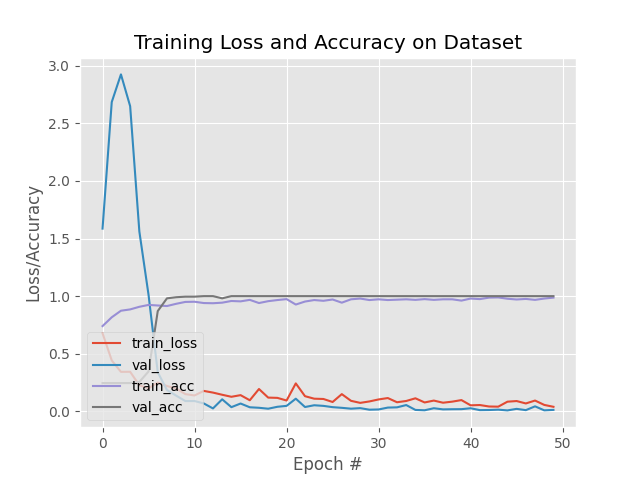 Training Loss and Accuracy on Dataset
3.0
2.5
2.0
1.5
1.0
0.5
0.0
Loss/Accuracy
train_loss
val_loss
train_acc
val_acc
0
10
20
30
40
50
Epoch #